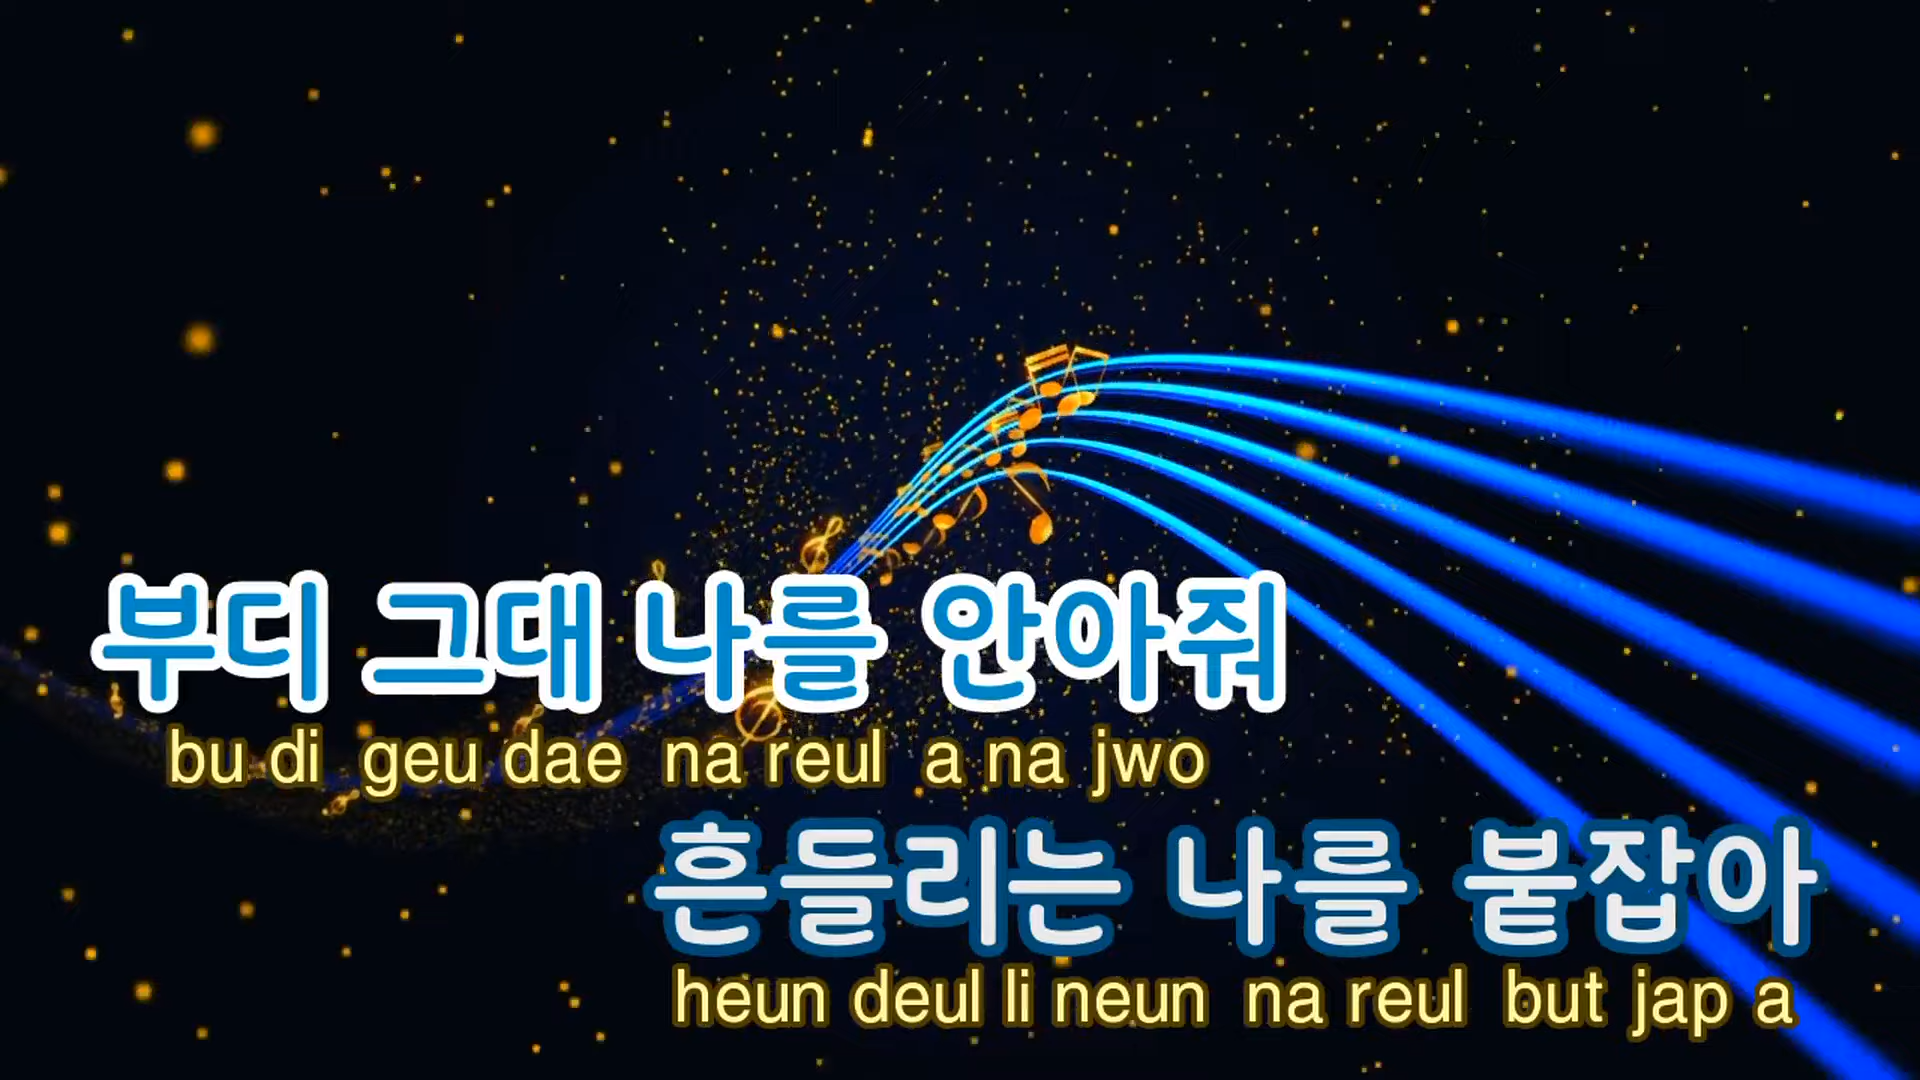 부디 그대 나를 안아줘
bu di geu dae na reul a na jwo
흔들리는 나를 붙잡아
heun deul li neun na reul but jap a